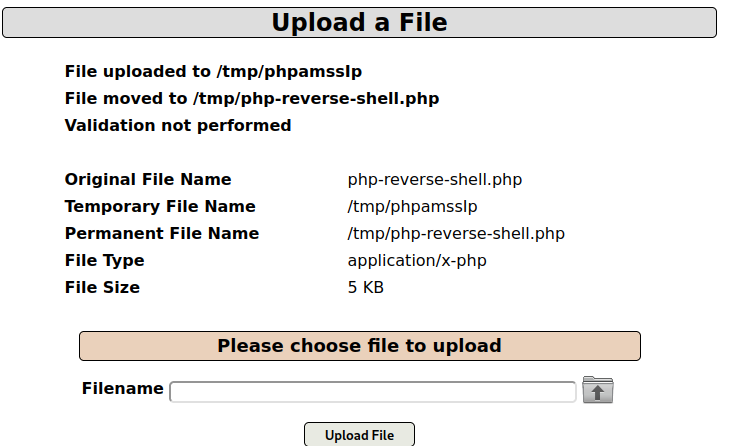 Upload a File
File uploaded to /tmp/phpamssIp
File moved to /tmp/php-reverse-shell.php
Validation not performed
Original File Name php-reverse-shell.php
Temporary File Name /tmp/phpamssIp
Permanent File Name /tmp/php-reverse-shell.php
File Type application/x-php
File Size 5 KB
Please choose file to upload
Filename
Upload File